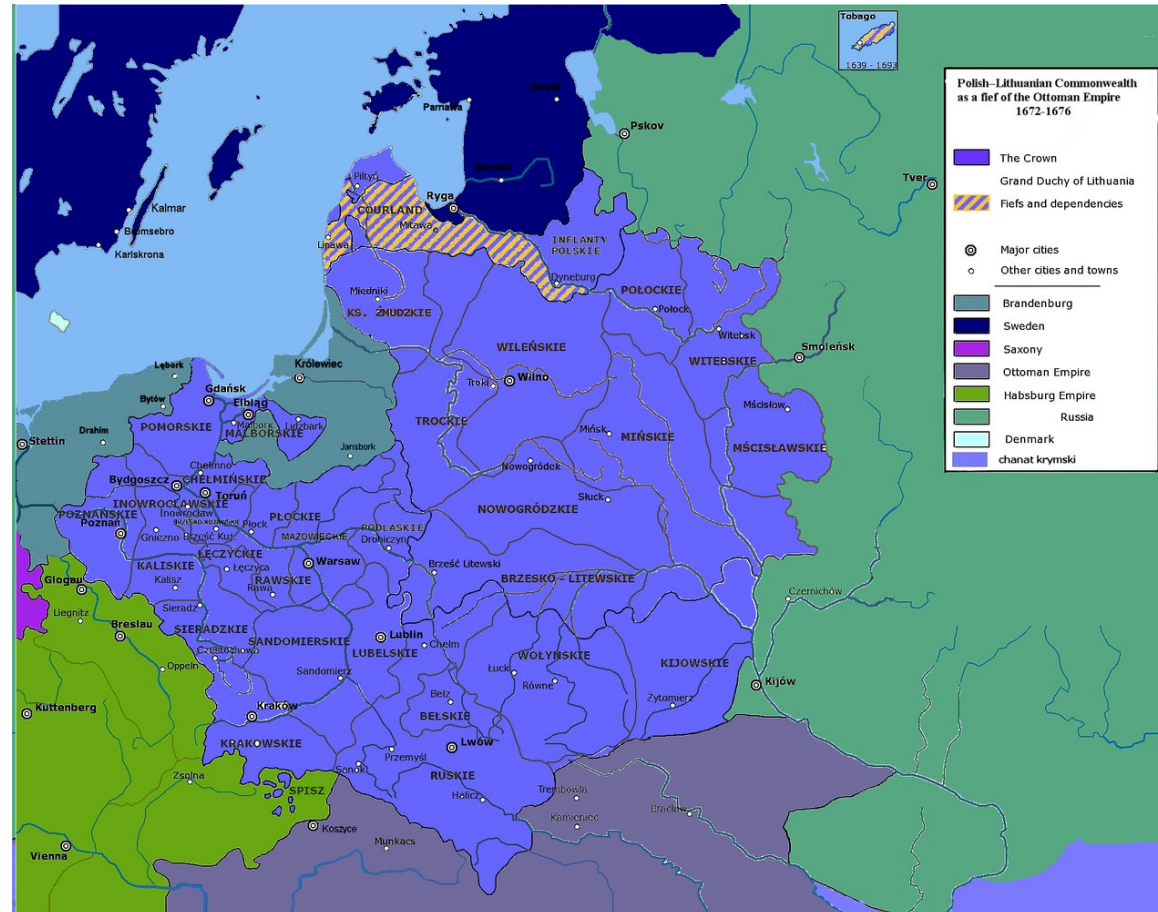 Tobago
1639 - 1693
Polish–Lithuanian Commonwealth
as a fief of the Ottoman Empire
1672-1676
The Crown
Grand Duchy of Lithuania
Fiefs and dependencies
Major cities
Other cities and towns
Brandenburg
Sweden
Saxony
Ottoman Empire
Habsburg Empire
Russia
Denmark
chanat krymski
Parnawa
Pskov
Tver
Piltyń
Ryga
Kalmar
COURLAND
Bromsebro
Mitawa
Karlskrona
Lipawa
INFLANTY
POLSKIE
Dyneburg
Miedniki
POŁOCKIE
KS. ŻMUDZKIE
Połock
Witebsk
WILEŃSKIE
Smoleńsk
WITEBSKIE
Lębork
Królewiec
Troki
Wilno
Gdańsk
Bytów
Elbląg
Mścisław
Malbork
Lidzbark
TROCKIE
POMORSKIE
MALBORSKIE
Mińsk
MIŃSKIE
Drahim
Stettin
MŚCISŁAWSKIE
Jansbork
Chełmno
Nowogródek
Bydgoszcz
CHEŁMIŃSKIE
Toruń
Słuck
INOWROCŁAWSKIE
Inowrocław
POZNAŃSKIE
PŁOCKIE
NOWOGRÓDZKIE
BRZESKO-KUJAWSKIE
Poznań
Gniezno
Brześć Kuj.
Płock
PODLASKIE
MAZOWIECKIE
Drohiczyn
ŁĘCZYCKIE
KALISKIE
Łęczyca
Warsaw
Brześć Litewski
RAWSKIE
BRZESKO - LITEWSKIE
Glogau
Kalisz
Rawa
Czernichów
Sieradz
Liegnitz
Breslau
SIERADZKIE
SANDOMIERSKIE
Lublin
Chełm
LUBELSKIE
Częstochowa
WOŁYŃSKIE
KIJOWSKIE
Oppeln
Sandomierz
Łuck
Równe
Kijów
Bełz
Żytomierz
Kuttenberg
Kraków
BEŁSKIE
KRAKOWSKIE
Lwów
Przemyśl
Sanok
Zsolna
RUSKIE
SPISZ
Halicz
Trembowla
Bracław
Koszyce
Kamieniec
Vienna
Munkacs